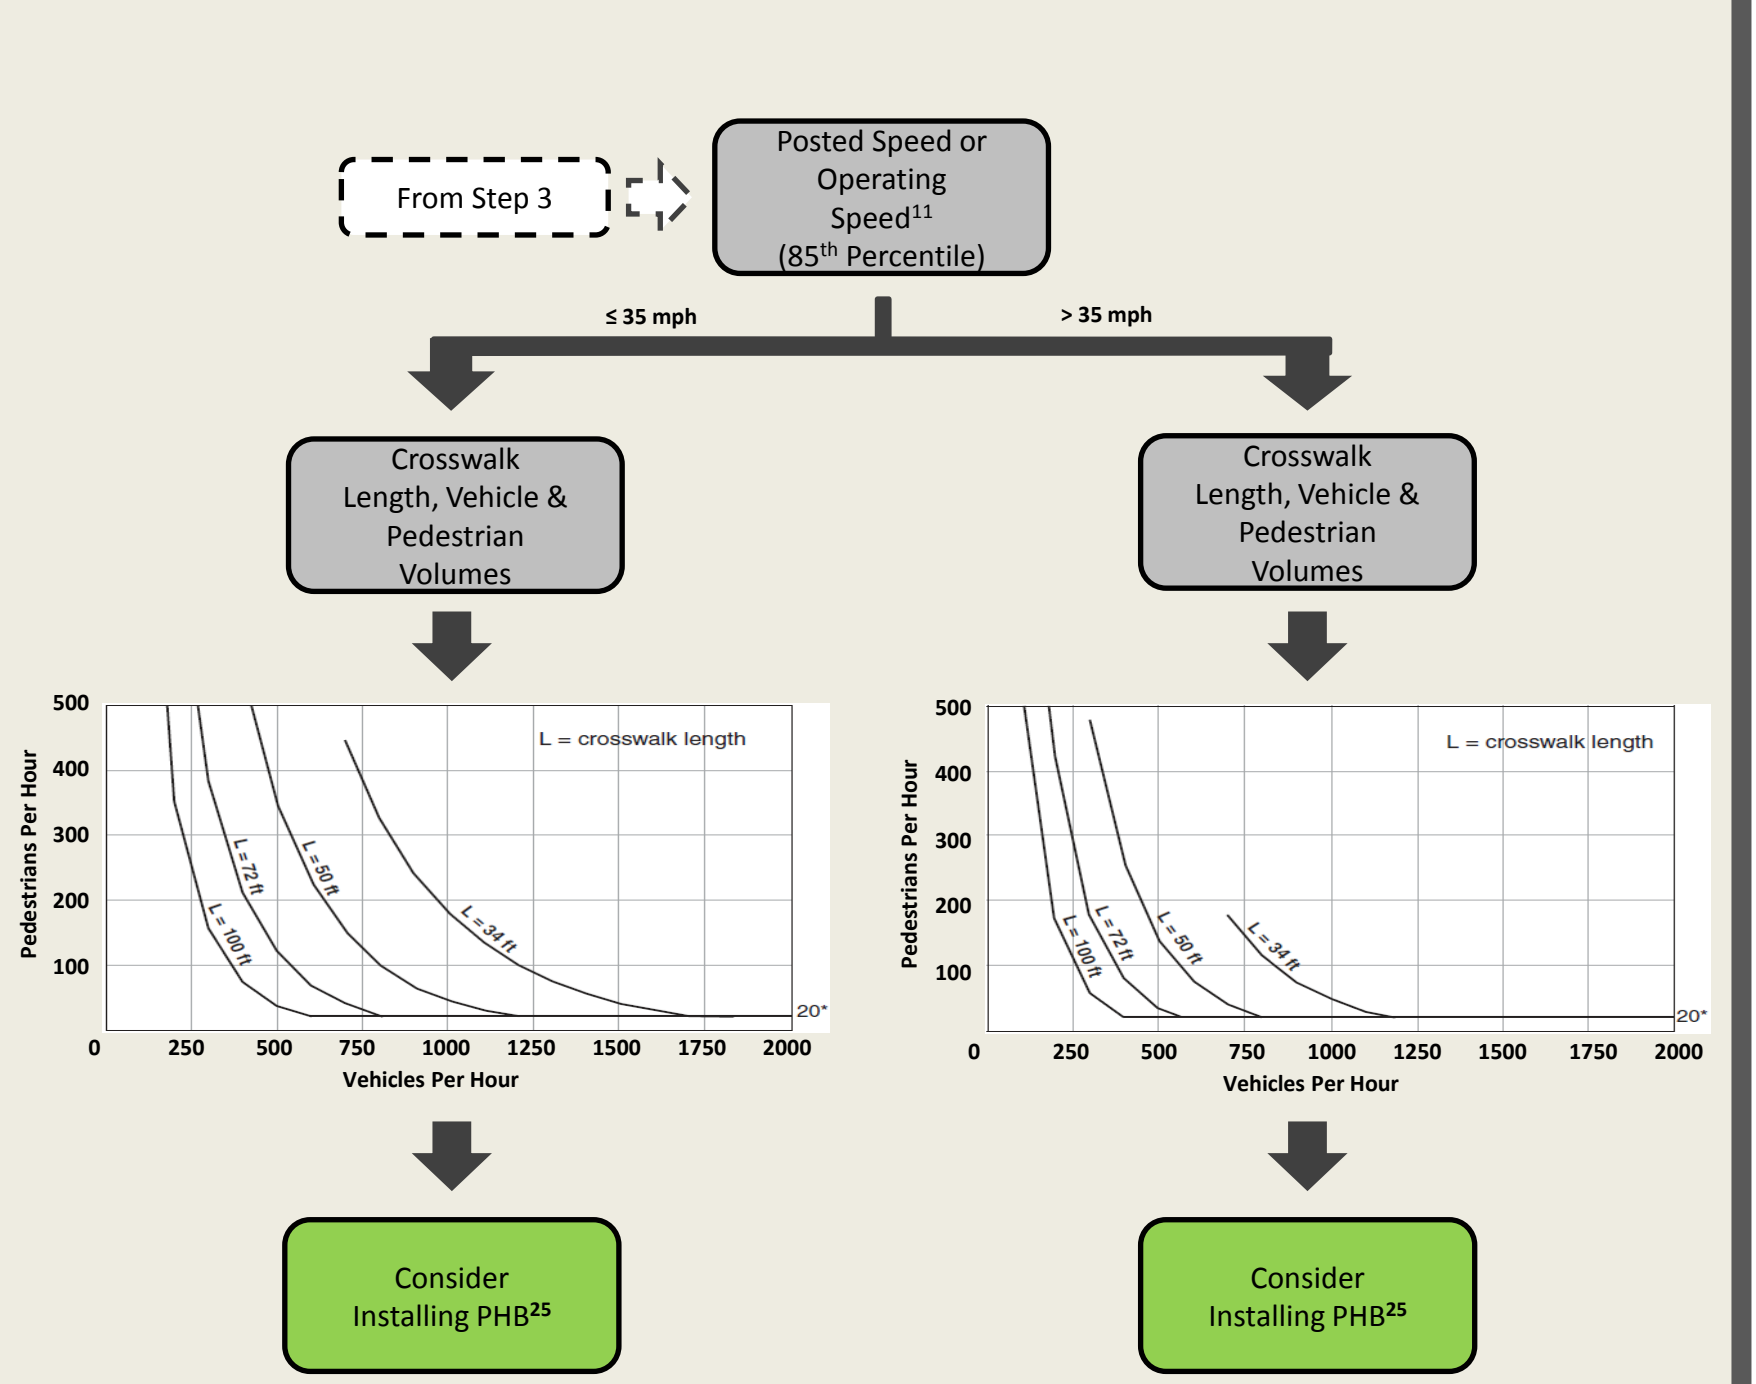 From Step 3
Posted Speed or
Operating
Speed¹¹
(85ᵗʰ Percentile)
≤ 35 mph
> 35 mph
Crosswalk
Length, Vehicle &
Pedestrian
Volumes
Crosswalk
Length, Vehicle &
Pedestrian
Volumes
Pedestrians Per Hour
500
400
300
200
100
L = crosswalk length
L = 100 ft
L = 72 ft
L = 50 ft
L = 34 ft
20*
0 250 500 750 1000 1250 1500 1750 2000
Vehicles Per Hour
Pedestrians Per Hour
500
400
300
200
100
L = crosswalk length
L = 100 ft
L = 72 ft
L = 50 ft
L = 34 ft
20*
0 250 500 750 1000 1250 1500 1750 2000
Vehicles Per Hour
Consider
Installing PHB²⁵
Consider
Installing PHB²⁵